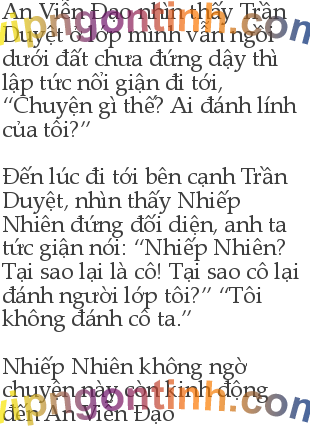 An Viễn Đạo nhìn thấy Trần
Duyệt ở lớp mình vẫn ngồi
dưới đất chưa đứng dậy thì
lập tức nổi giận đi tới,
“Chuyện gì thế? Ai đánh lính
của tôi?”
Đến lúc đi tới bên cạnh Trần
Duyệt, nhìn thấy Nhiếp
Nhiên đứng đối diện, anh ta
tức giận nói: “Nhiếp Nhiên?
Tại sao lại là cô! Tại sao cô lại
đánh người lớp tôi?” “Tôi
không đánh cô ta.”
Nhiếp Nhiên không ngờ
chuyện này còn kinh động
đến An Viễn Đạo
vipngontinh.com
vipngontinh.com